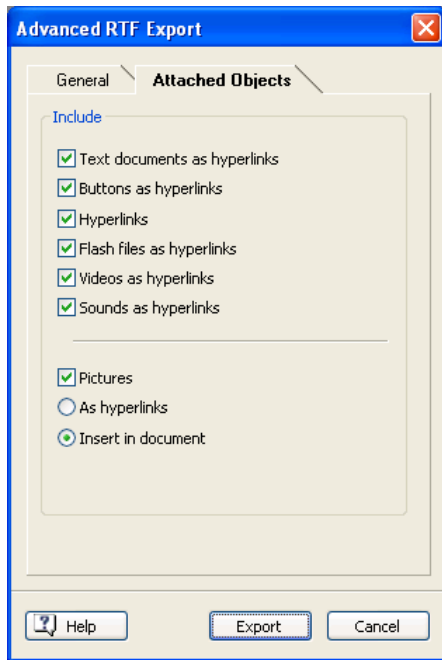 Advanced RTF Export
General Attached Objects
Include
Text documents as hyperlinks
Buttons as hyperlinks
Hyperlinks
Flash files as hyperlinks
Videos as hyperlinks
Sounds as hyperlinks
Pictures
As hyperlinks
Insert in document
Help Export Cancel